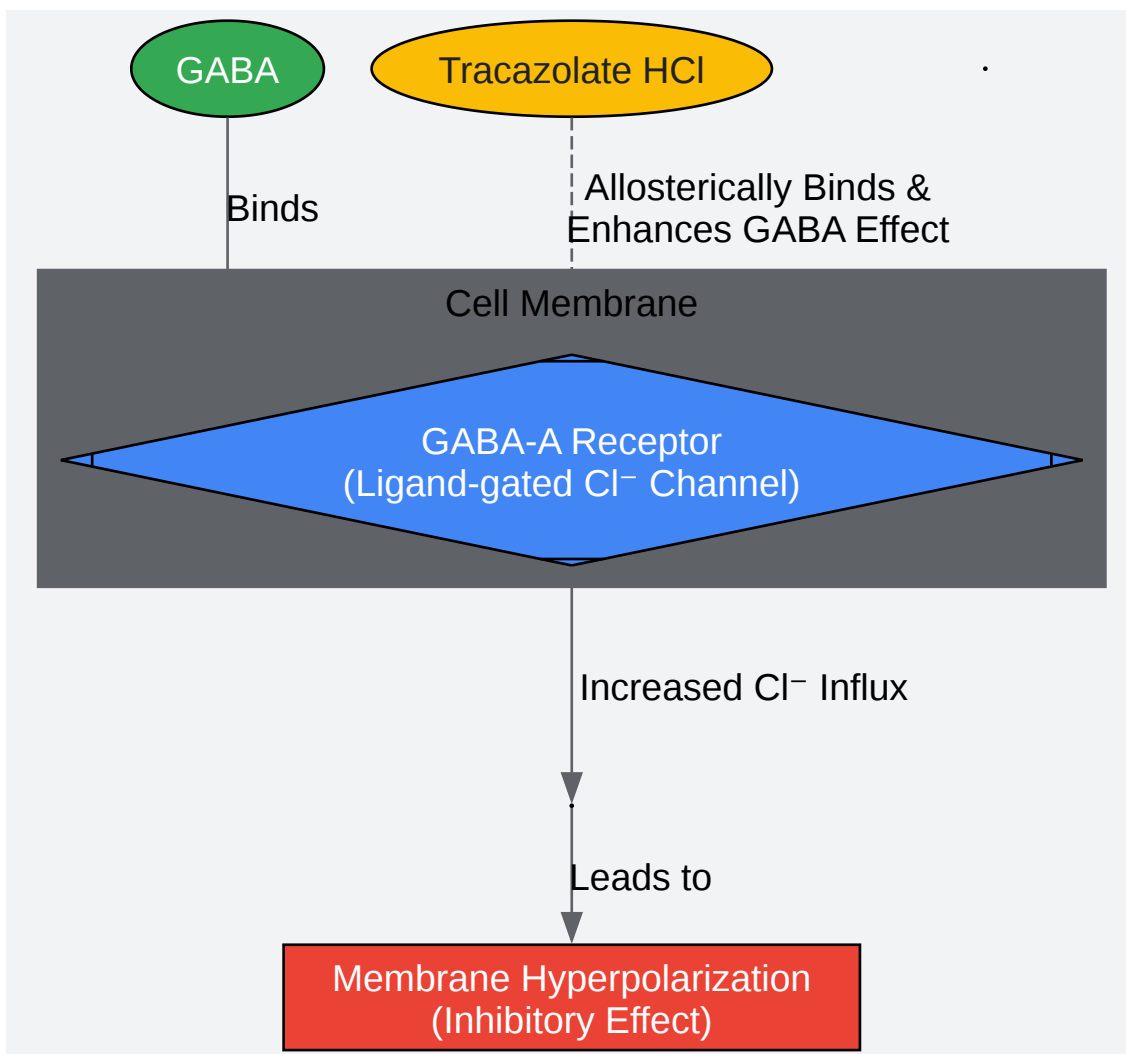 GABA
Tracazolate HCl
Binds
Allosterically Binds &
Enhances GABA Effect
Cell Membrane
GABA-A Receptor
(Ligand-gated Cl⁻ Channel)
Increased Cl⁻ Influx
Leads to
Membrane Hyperpolarization
(Inhibitory Effect)